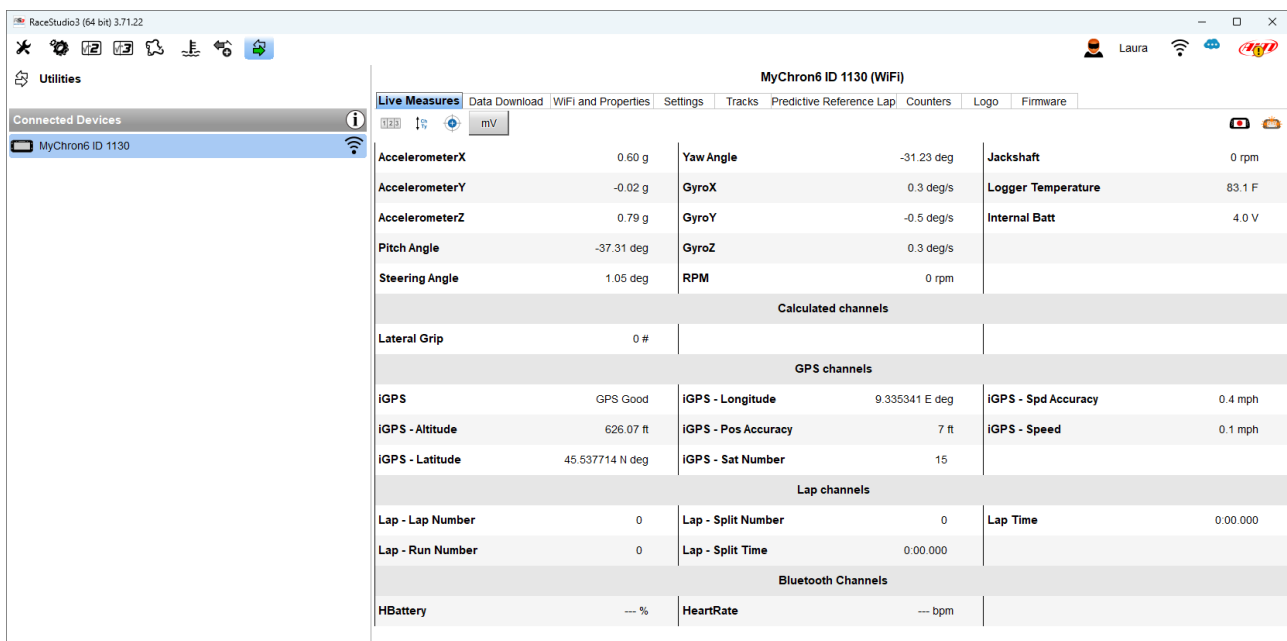 RaceStudio3 (64 bit) 3.71.22
Laura
Utilities
MyChron6 ID 1130 (WiFi)
Live Measures Data Download WiFi and Properties Settings Tracks Predictive Reference Lap Counters Logo Firmware
Connected Devices
mV
MyChron6 ID 1130
AccelerometerX 0.60 g Yaw Angle -31.23 deg Jackshaft 0 rpm
AccelerometerY -0.02 g GyroX 0.3 deg/s Logger Temperature 83.1 F
AccelerometerZ 0.79 g GyroY -0.5 deg/s Internal Batt 4.0 V
Pitch Angle -37.31 deg GyroZ 0.3 deg/s
Steering Angle 1.05 deg RPM 0 rpm
Calculated channels
Lateral Grip 0 #
GPS channels
iGPS GPS Good iGPS - Longitude 9.335341 E deg iGPS - Spd Accuracy 0.4 mph
iGPS - Altitude 626.07 ft iGPS - Pos Accuracy 7 ft iGPS - Speed 0.1 mph
iGPS - Latitude 45.537714 N deg iGPS - Sat Number 15
Lap channels
Lap - Lap Number 0 Lap - Split Number 0 Lap Time 0:00.000
Lap - Run Number 0 Lap - Split Time 0:00.000
Bluetooth Channels
HBattery --- % HeartRate --- bpm